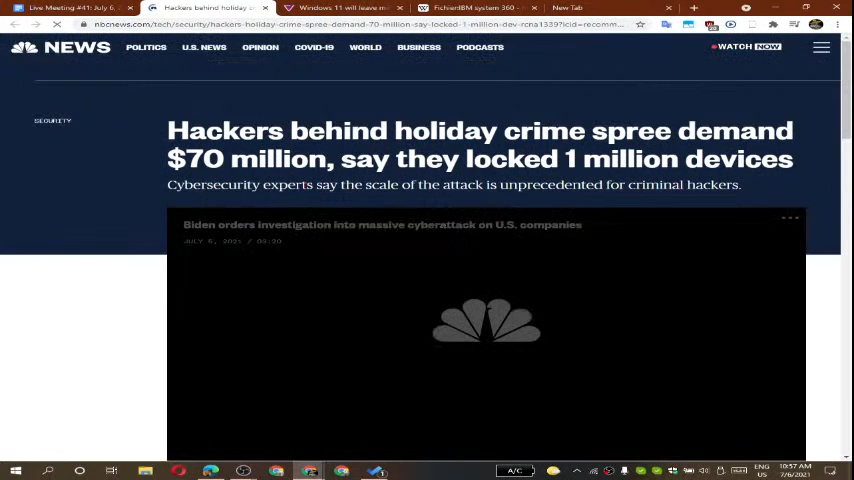 Live Meeting #41: July 6, 2
Hackers behind holiday cr
Windows 11 will leave mi
FichierIBM system 360 -
New Tab
nbcnews.com/tech/security/hackers-holiday-crime-spree-demand-70-million-say-locked-1-million-dev-rcna1339?icid=recomm...
NEWS
POLITICS
U.S. NEWS
OPINION
COVID-19
WORLD
BUSINESS
PODCASTS
WATCH NOW
SECURITY
Hackers behind holiday crime spree demand
$70 million, say they locked 1 million devices
Cybersecurity experts say the scale of the attack is unprecedented for criminal hackers.
Biden orders investigation into massive cyberattack on U.S. companies
JULY 5, 2021 /
A/C
ENG
US
10:57 AM
7/6/2021